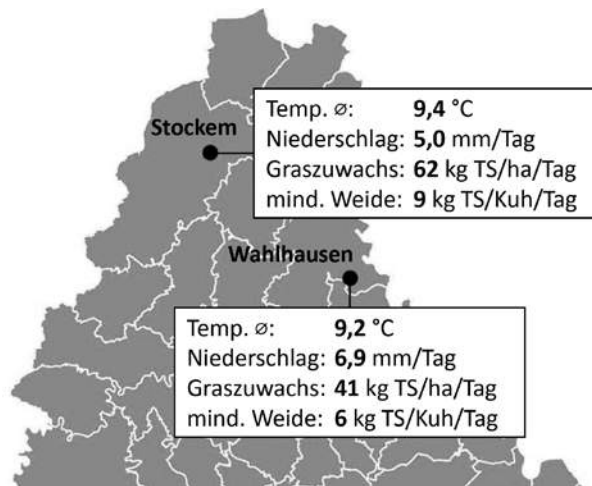 Stockem
Temp. ⌀: 9,4 °C
Niederschlag: 5,0 mm/Tag
Graszuwachs: 62 kg TS/ha/Tag
mind. Weide: 9 kg TS/Kuh/Tag
Wahlhausen
Temp. ⌀: 9,2 °C
Niederschlag: 6,9 mm/Tag
Graszuwachs: 41 kg TS/ha/Tag
mind. Weide: 6 kg TS/Kuh/Tag